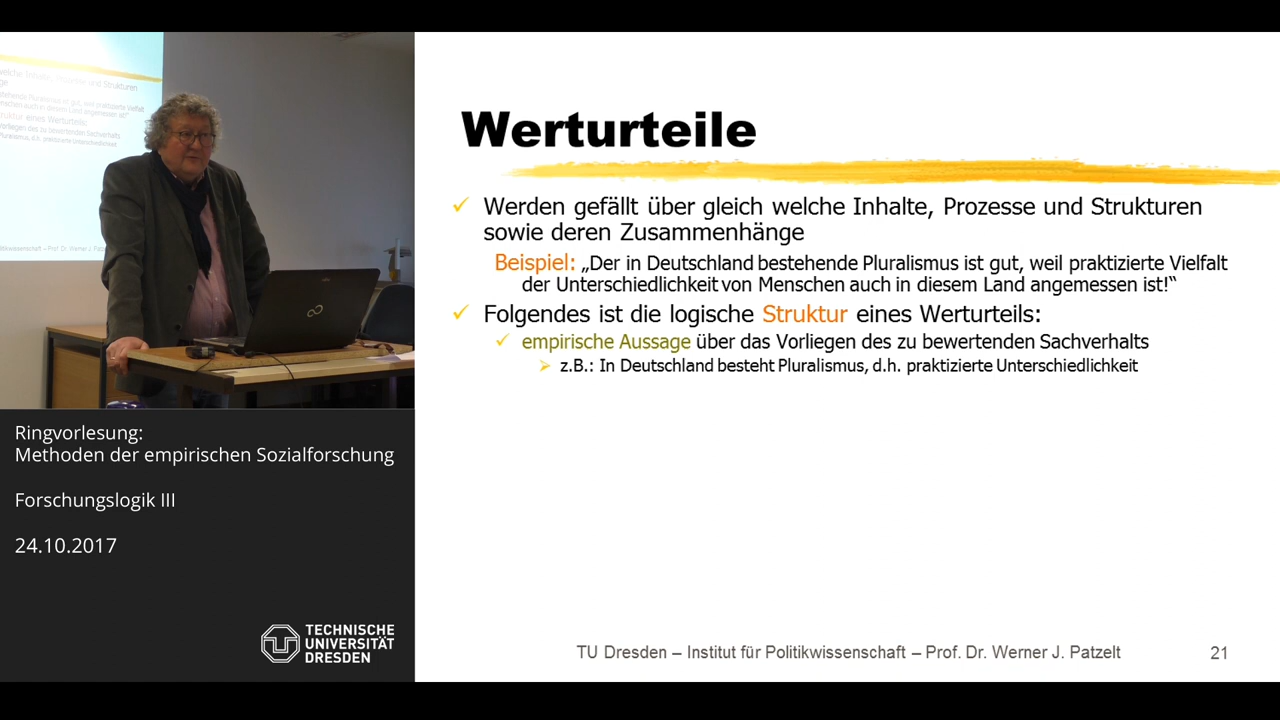 Werturteile
Werden gefällt über gleich welche Inhalte, Prozesse und Strukturen
sowie deren Zusammenhänge
Beispiel: „Der in Deutschland bestehende Pluralismus ist gut, weil praktizierte Vielfalt
der Unterschiedlichkeit von Menschen auch in diesem Land angemessen ist!“
Folgendes ist die logische Struktur eines Werturteils:
empirische Aussage über das Vorliegen des zu bewertenden Sachverhalts
z.B.: In Deutschland besteht Pluralismus, d.h. praktizierte Unterschiedlichkeit
TU Dresden – Institut für Politikwissenschaft – Prof. Dr. Werner J. Patzelt
21
Ringvorlesung:
Methoden der empirischen Sozialforschung
Forschungslogik III
24.10.2017
TECHNISCHE
UNIVERSITÄT
DRESDEN